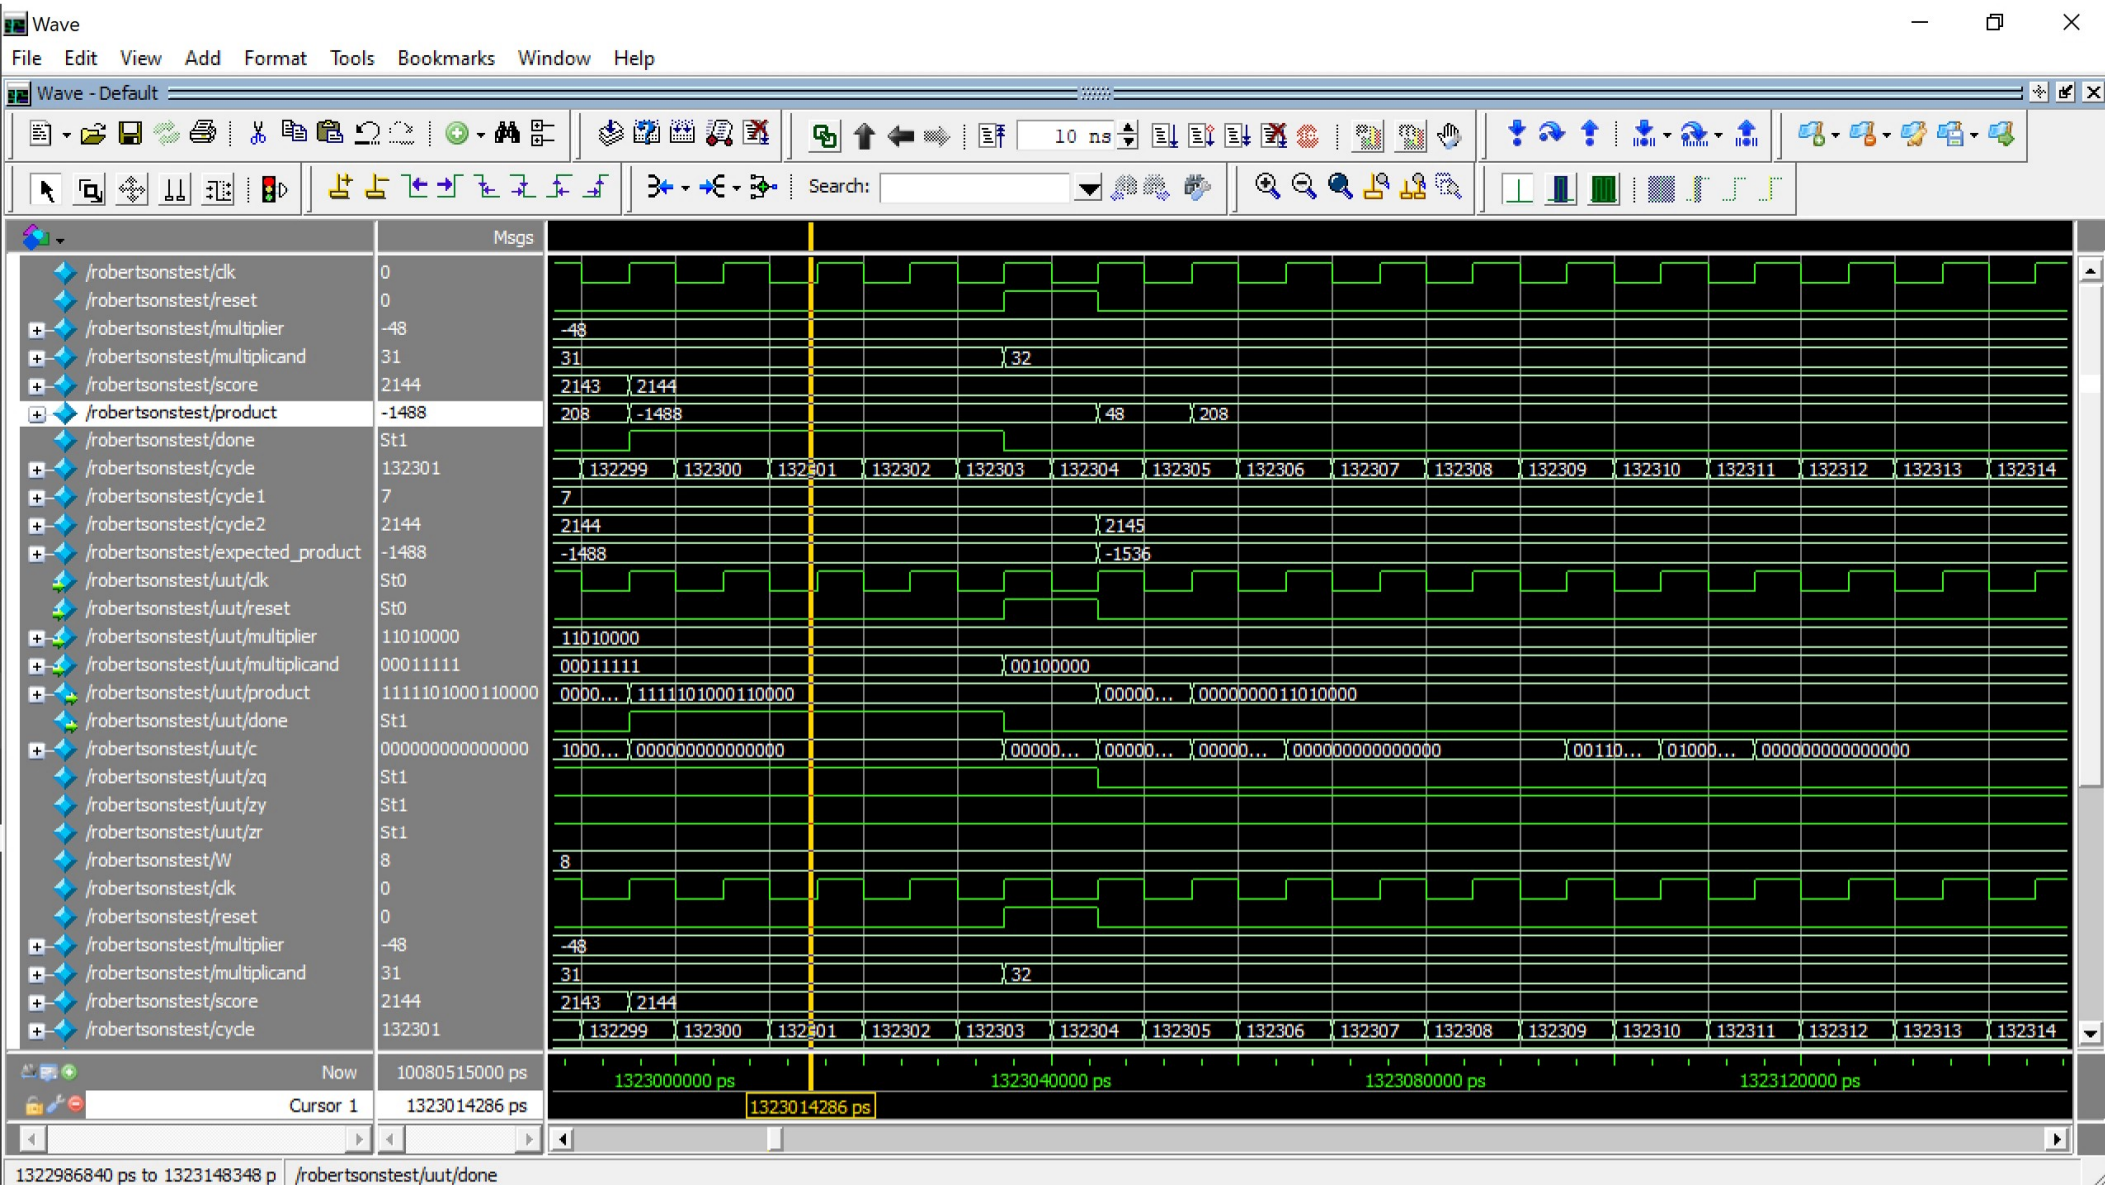 Wave
File Edit View Add Format Tools Bookmarks Window Help
Wave - Default
10 ns
Search:
Msgs
/robertsonstest/clk 0
/robertsonstest/reset 0
/robertsonstest/multiplier -48 -48
/robertsonstest/multiplicand 31 31 32
/robertsonstest/score 2144 2143 2144
/robertsonstest/product -1488 208 -1488 48 208
/robertsonstest/done St1
/robertsonstest/cycle 132301 132299 132300 132301 132302 132303 132304 132305 132306 132307 132308 132309 132310 132311 132312 132313 132314
/robertsonstest/cycle1 7 7
/robertsonstest/cycle2 2144 2144 2145
/robertsonstest/expected_product -1488 -1488 -1536
/robertsonstest/uut/clk St0
/robertsonstest/uut/reset St0
/robertsonstest/uut/multiplier 11010000 11010000
/robertsonstest/uut/multiplicand 00011111 00011111 00100000
/robertsonstest/uut/product 1111101000110000 0000... 1111101000110000 00000... 0000000011010000
/robertsonstest/uut/done St1
/robertsonstest/uut/c 000000000000000 1000... 000000000000000 00000... 00000... 00000... 000000000000000 00110... 01000... 000000000000000
/robertsonstest/uut/zq St1
/robertsonstest/uut/zy St1
/robertsonstest/uut/zr St1
/robertsonstest/W 8 8
/robertsonstest/clk 0
/robertsonstest/reset 0
/robertsonstest/multiplier -48 -48
/robertsonstest/multiplicand 31 31 32
/robertsonstest/score 2144 2143 2144
/robertsonstest/cycle 132301 132299 132300 132301 132302 132303 132304 132305 132306 132307 132308 132309 132310 132311 132312 132313 132314
Now 10080515000 ps 1323000000 ps 1323040000 ps 1323080000 ps 1323120000 ps
Cursor 1 1323014286 ps 1323014286 ps
1322986840 ps to 1323148348 p /robertsonstest/uut/done